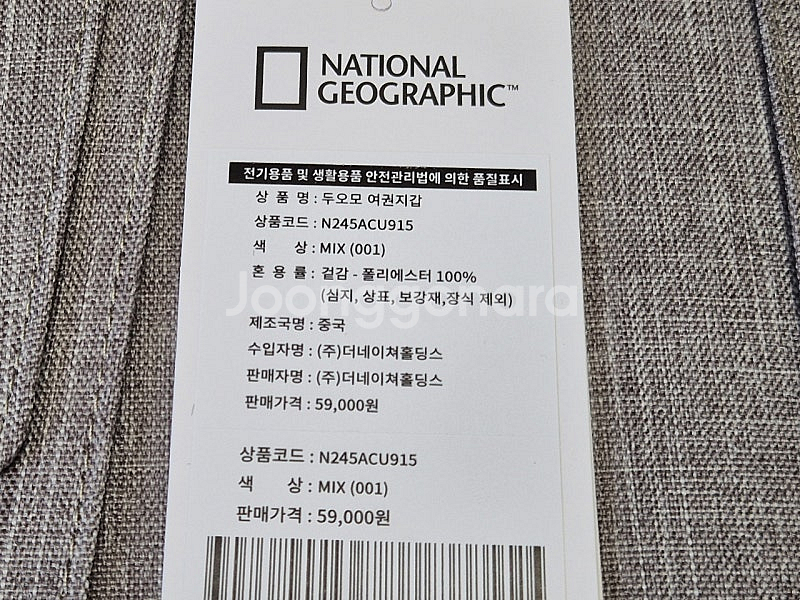 NATIONAL
GEOGRAPHIC™
전기용품 및 생활용품 안전관리법에 의한 품질표시
상 품 명 : 두오모 여권지갑
상품코드 : N245ACU915
색 상 : MIX (001)
혼 용 률 : 겉감 - 폴리에스터 100%
(심지, 상표, 보강재,장식 제외)
Joonggonara
제조국명 : 중국
수입자명 : (주)더네이쳐홀딩스
판매자명 : (주)더네이쳐홀딩스
판매가격 : 59,000원
상품코드 : N245ACU915
색 상 : MIX (001)
판매가격 : 59,000원